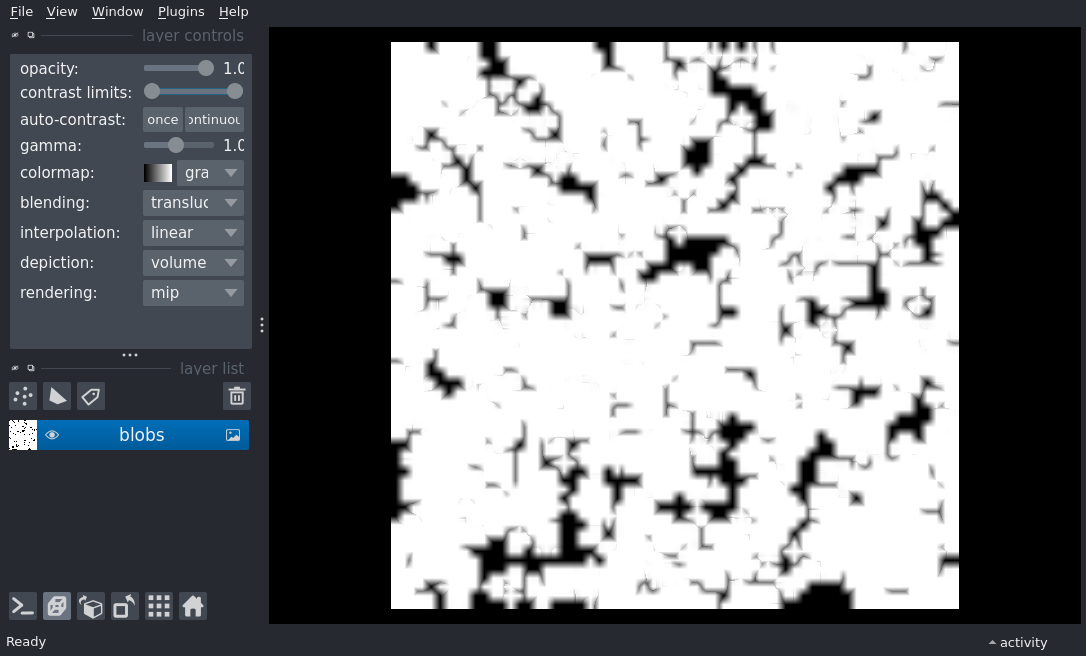 File View Window Plugins Help
layer controls
opacity: 1.0
contrast limits:
auto-contrast: once ontinuou
gamma: 1.0
colormap: gra
blending: transluc
interpolation: linear
depiction: volume
rendering: mip
layer list
blobs
Ready
activity